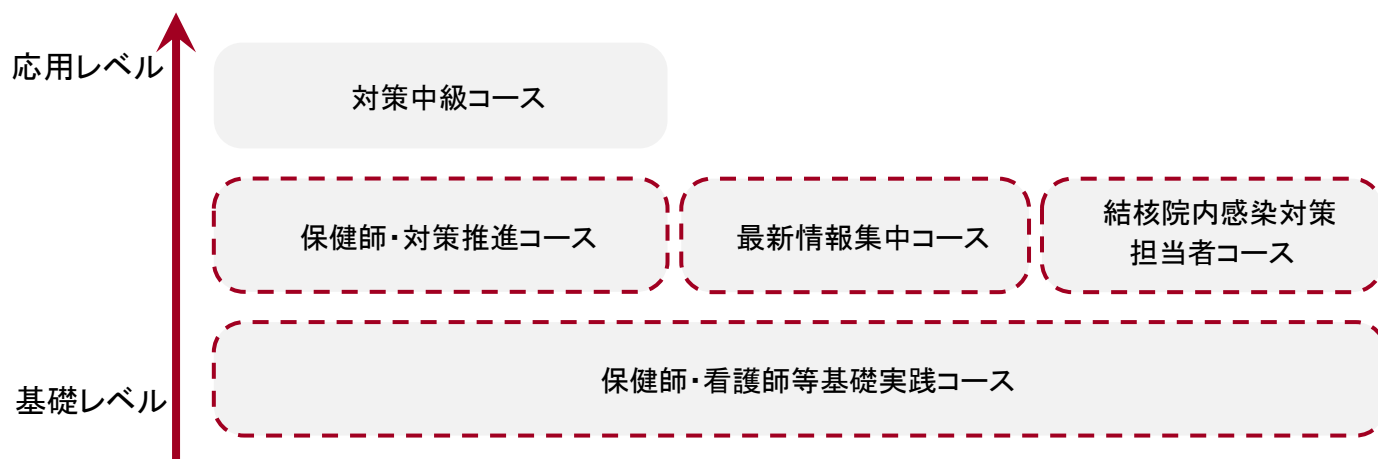 応用レベル
対策中級コース
保健師・対策推進コース
最新情報集中コース
結核院内感染対策
担当者コース
保健師・看護師等基礎実践コース
基礎レベル